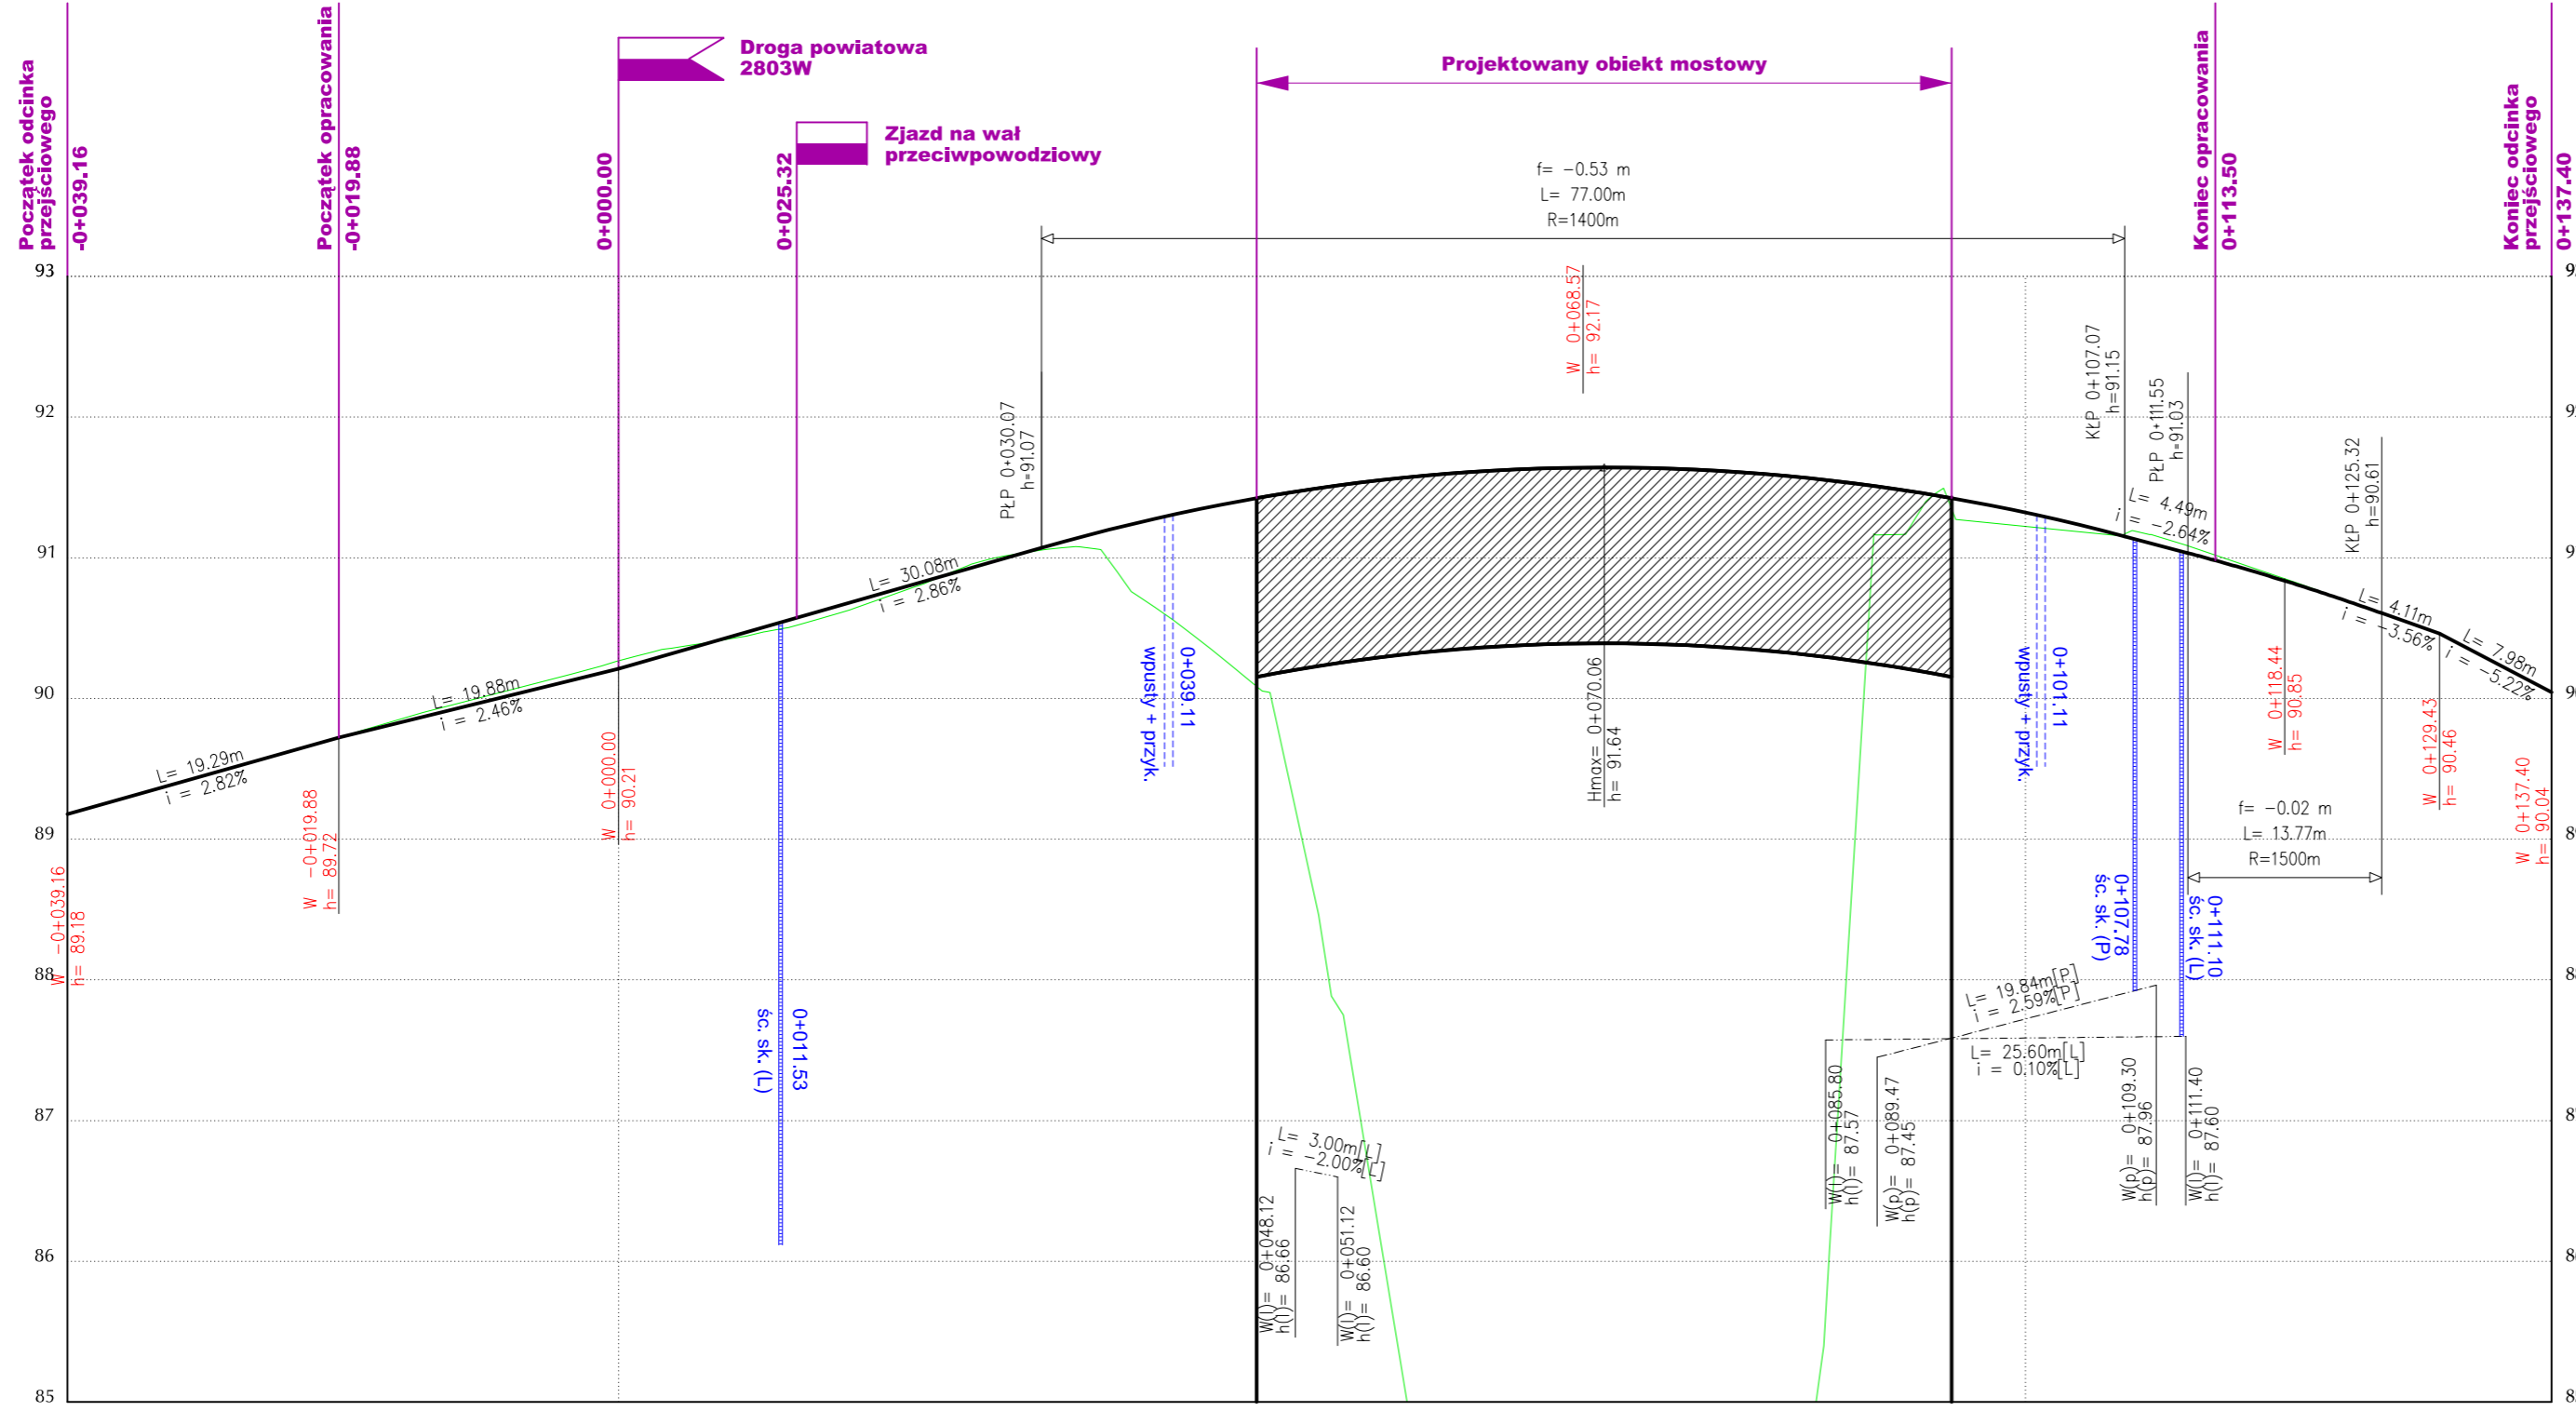 Początek odcinka
przejściowego
-0+039.16
Początek opracowania
-0+019.88
Droga powiatowa
2803W
0+000.00
Zjazd na wał
przeciwpowodziowy
0+025.32
Projektowany obiekt mostowy
Koniec opracowania
0+113.50
Koniec odcinka
przejściowego
0+137.40
f= -0.53 m
L= 77.00m
R=1400m
93
92
91
90
89
88
87
86
85
W 0+068.57
h= 92.17
PŁP 0+030.07
h=91.07
KŁP 0+107.07
h=91.15
PŁP 0+111.55
h=91.03
KŁP 0+125.32
h=90.61
L= 19.29m
i = 2.82%
L= 19.88m
i = 2.46%
L= 30.08m
i = 2.86%
L= 4.49m
i = -2.64%
L= 4.11m
i = -3.56%
L= 7.98m
i = -5.22%
W -0+039.16
h= 89.18
W -0+019.88
h= 89.72
W 0+000.00
h= 90.21
0+011.53
śc. sk. (L)
0+039.11
wpusty + przyk.
Hmax= 0+070.06
h= 91.64
0+101.11
wpusty + przyk.
0+107.78
śc. sk. (P)
0+111.10
śc. sk. (L)
W 0+118.44
h= 90.85
W 0+129.43
h= 90.46
W 0+137.40
h= 90.04
f= -0.02 m
L= 13.77m
R=1500m
L= 19.84m[P]
i = 2.59%[P]
L= 25.60m[L]
i = 0.10%[L]
L= 3.00m[L]
i = -2.00%[L]
W(l)= 0+048.12
h(l)= 86.66
W(l)= 0+051.12
h(l)= 86.60
W(l)= 0+085.80
h(l)= 87.57
W(p)= 0+089.47
h(p)= 87.45
W(p)= 0+109.30
h(p)= 87.96
W(l)= 0+111.40
h(l)= 87.60